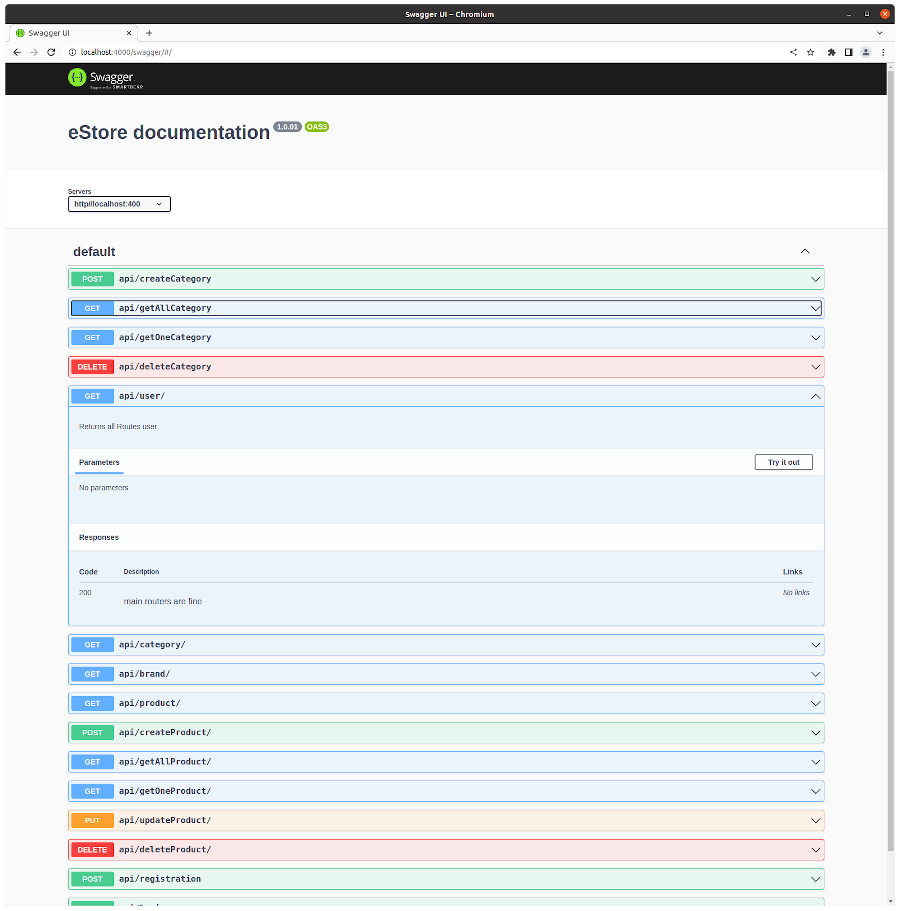 Swagger UI – Chromium
Swagger UI
localhost:4000/swagger/#/
Swagger.
Supported by SMARTBEAR
eStore documentation 1.0.01 OAS3
Servers
http//localhost:400
default
POST api/createCategory
GET api/getAllCategory
GET api/getOneCategory
DELETE api/deleteCategory
GET api/user/
Returns all Routes user
Parameters Try it out
No parameters
Responses
Code Description Links
200 main routers are fine No links
GET api/category/
GET api/brand/
GET api/product/
POST api/createProduct/
GET api/getAllProduct/
GET api/getOneProduct/
PUT api/updateProduct/
DELETE api/deleteProduct/
POST api/registration